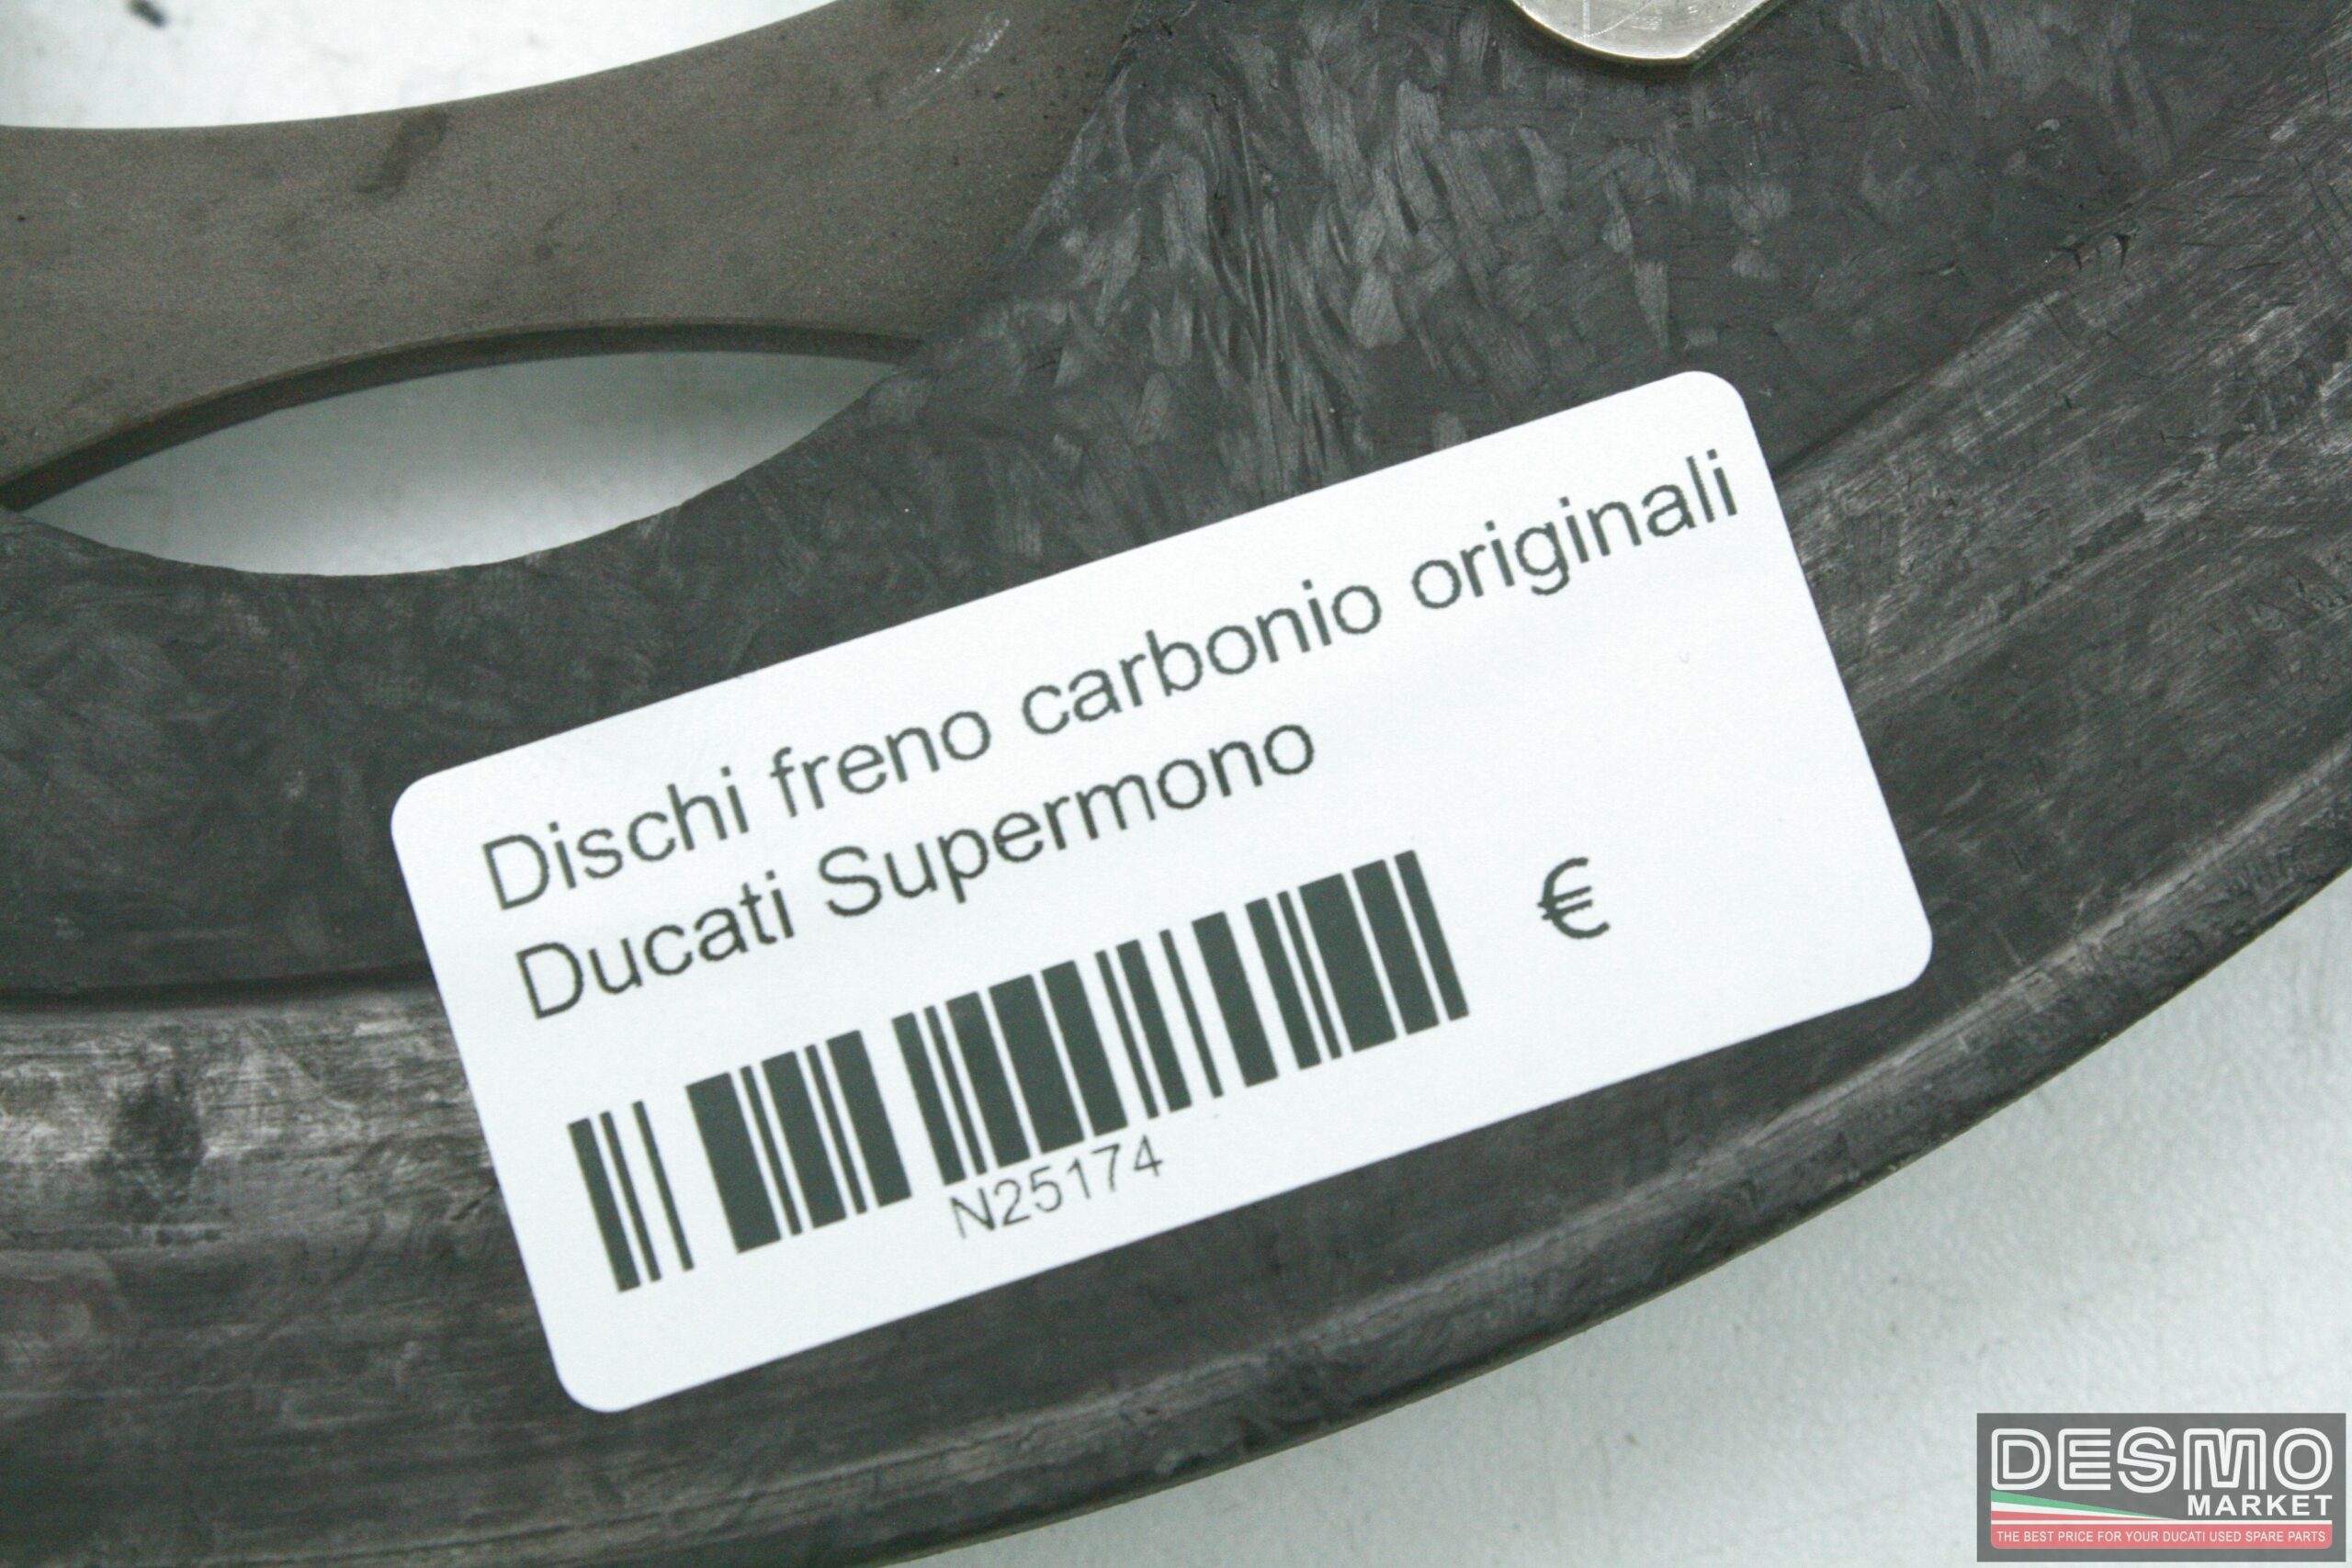 Dischi freno carbonio originali
Ducati Supermono
€
N25174
DESMO
MARKET
THE BEST PRICE FOR YOUR DUCATI USED SPARE PARTS